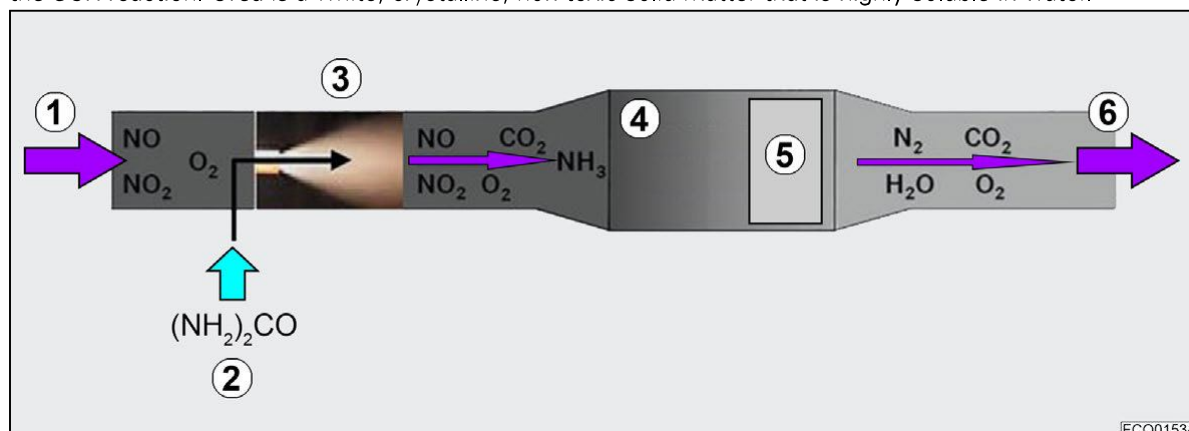 the SCR reaction. Urea is a white, crystalline, non-toxic solid matter that is highly soluble in water.
3
1
4
6
NO
NO CO₂
N₂ CO₂
O₂
NH₃
5
NO₂
NO₂ O₂
H₂O O₂
(NH₂)₂CO
2